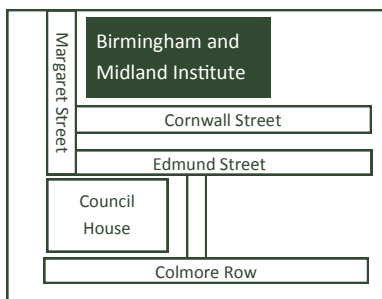 Margaret Street
Birmingham and
Midland Institute
Cornwall Street
Edmund Street
Council
House
Colmore Row